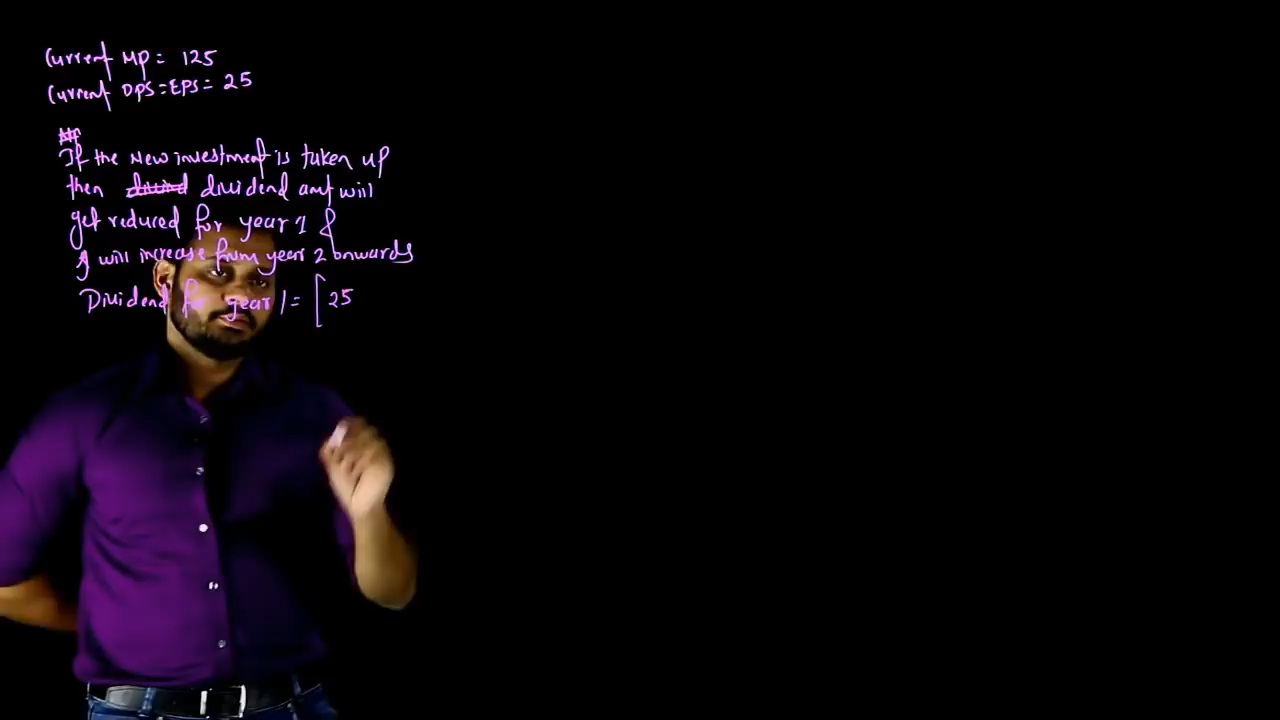 Current MP = 125
Current DPS = EPS = 25
If the New investment is taken up
then dividend amt will
get reduced for year 1 &
will increase from year 2 onwards
Dividend for year 1 = [ 25